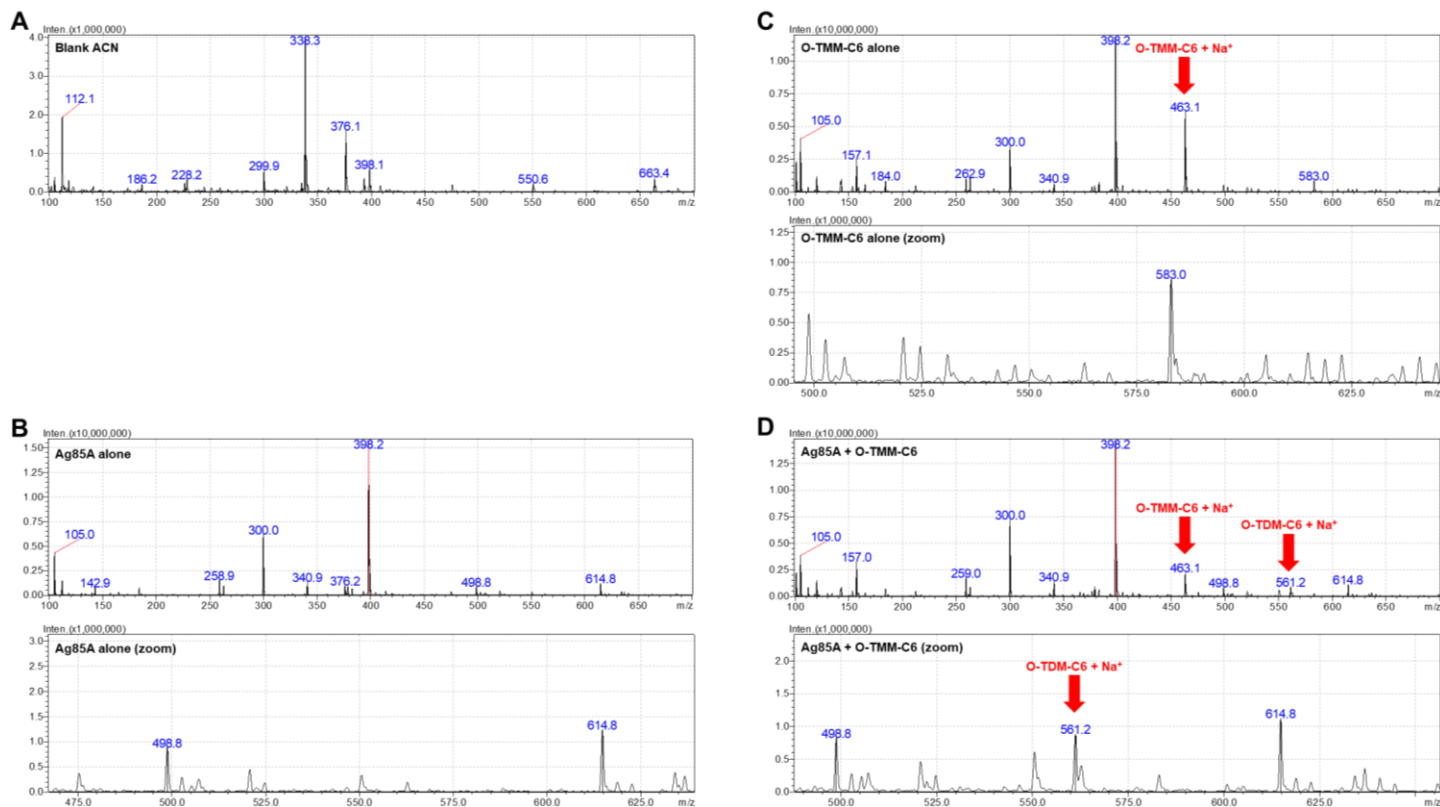 A
Inten. (x1,000,000)
Blank ACN
4.0
3.0
2.0
1.0
0.0
112.1
186.2
228.2
299.9
338.3
376.1
398.1
550.6
663.4
100 150 200 250 300 350 400 450 500 550 600 650 m/z
B
Inten. (x10,000,000)
Ag85A alone
1.50
1.25
1.00
0.75
0.50
0.25
0.00
105.0
142.9
258.9
300.0
340.9
376.2
398.2
498.8
614.8
100 150 200 250 300 350 400 450 500 550 600 650 m/z
Inten. (x1,000,000)
Ag85A alone (zoom)
3.0
2.5
2.0
1.5
1.0
0.5
0.0
498.8
614.8
475.0 500.0 525.0 550.0 575.0 600.0 625.0 m/z
C
Inten. (x10,000,000)
O-TMM-C6 alone
1.00
0.75
0.50
0.25
0.00
105.0
157.1
184.0
262.9
300.0
340.9
398.2
O-TMM-C6 + Na⁺
463.1
583.0
100 150 200 250 300 350 400 450 500 550 600 650 m/z
Inten. (x1,000,000)
O-TMM-C6 alone (zoom)
1.25
1.00
0.75
0.50
0.25
0.00
583.0
500.0 525.0 550.0 575.0 600.0 625.0 m/z
D
Inten. (x10,000,000)
Ag85A + O-TMM-C6
1.25
1.00
0.75
0.50
0.25
0.00
105.0
157.0
259.0
300.0
340.9
398.2
O-TMM-C6 + Na⁺
463.1
498.8
O-TDM-C6 + Na⁺
561.2
614.8
100 150 200 250 300 350 400 450 500 550 600 650 m/z
Inten. (x1,000,000)
Ag85A + O-TMM-C6 (zoom)
2.0
1.5
1.0
0.5
0.0
498.8
O-TDM-C6 + Na⁺
561.2
614.8
500.0 525.0 550.0 575.0 600.0 625.0 m/z